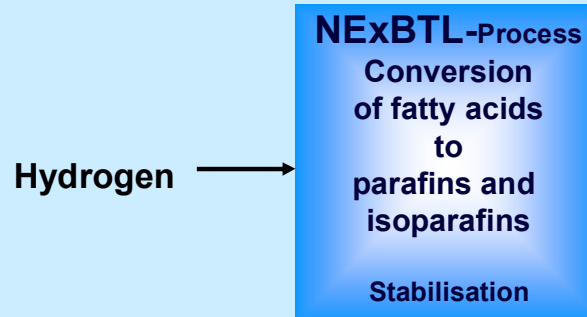 NExBTL-Process
Conversion
of fatty acids
to
Hydrogen
parafins and
isoparafins
Stabilisation